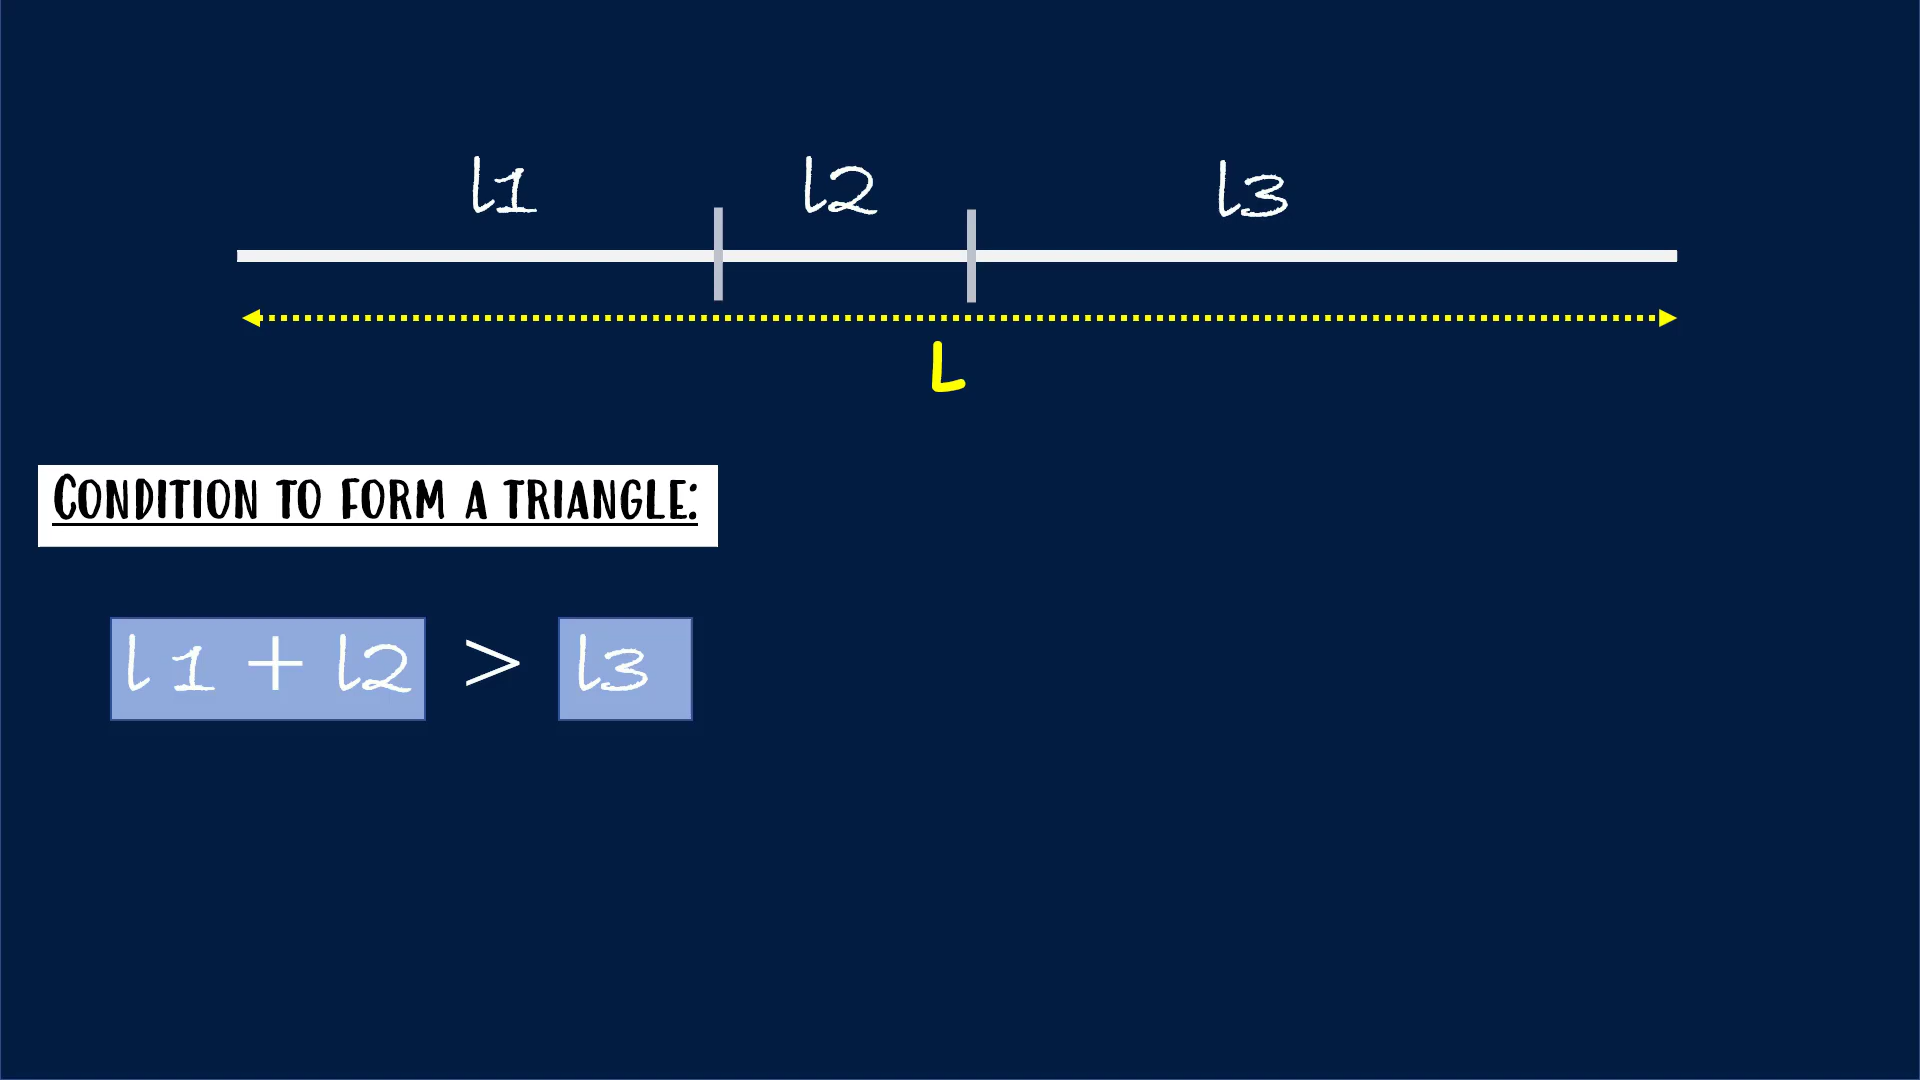 l1 l2 l3
L
CONDITION TO FORM A TRIANGLE:
l1 + l2 > l3